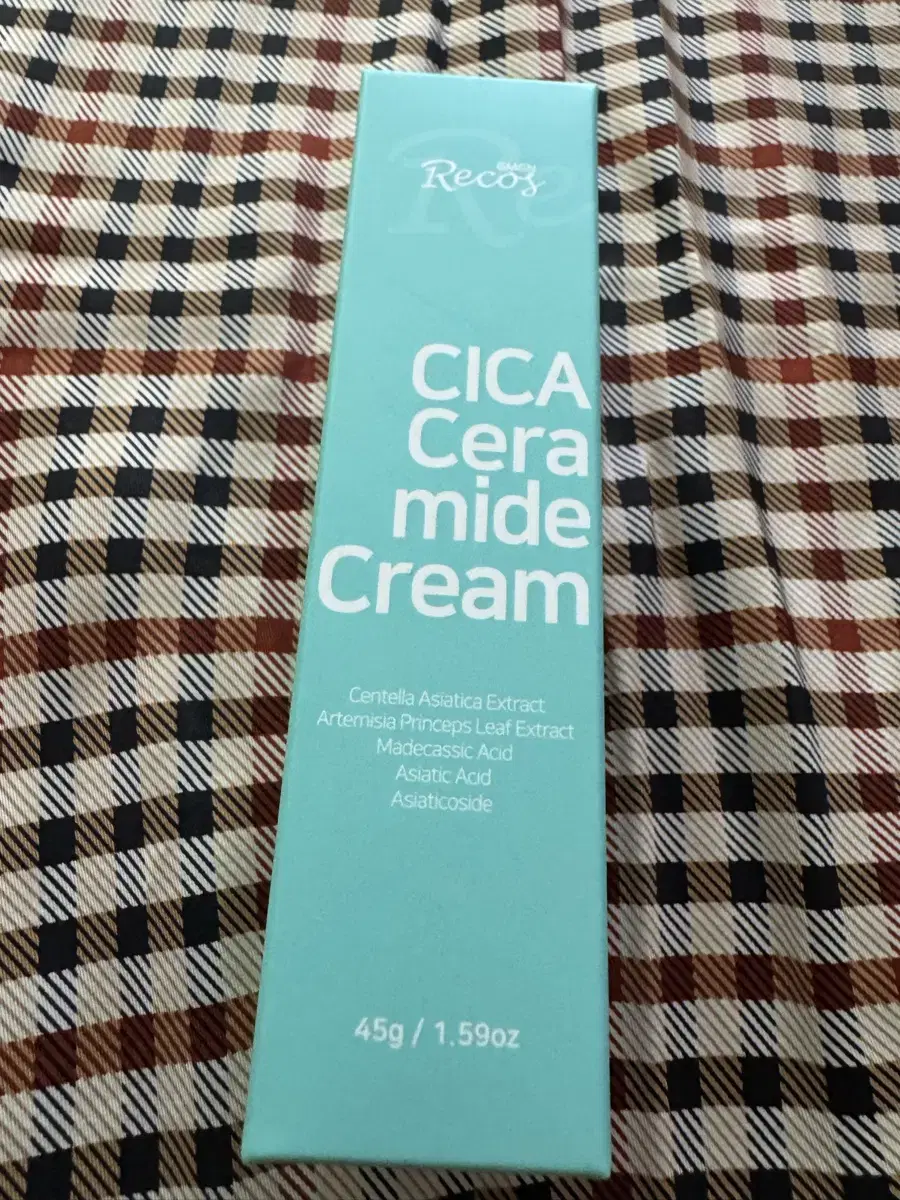 Recoz
CICA
Cera
mide
Cream
Centella Asiatica Extract
Artemisia Princeps Leaf Extract
Madecassic Acid
Asiatic Acid
Asiaticoside
45g / 1.59oz